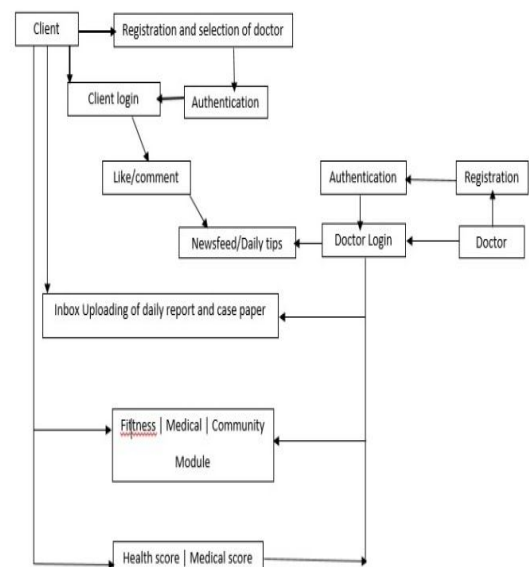 Client
Registration and selection of doctor
Client login
Authentication
Like/comment
Authentication
Registration
Newsfeed/Daily tips
Doctor Login
Doctor
Inbox Uploading of daily report and case paper
Fittness | Medical | Community
Module
Health score | Medical score